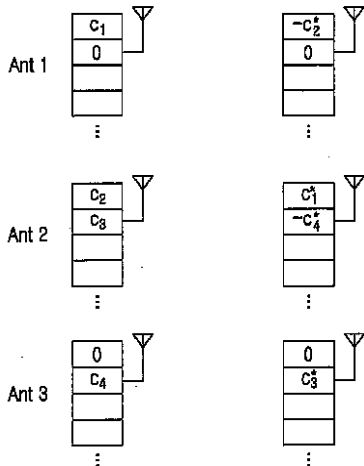 c₁ -c₂*
Ant 1 0 0
⋮ ⋮
c₂ c₁*
Ant 2 c₃ -c₄*
⋮ ⋮
0 0
Ant 3 c₄ c₃*
⋮ ⋮